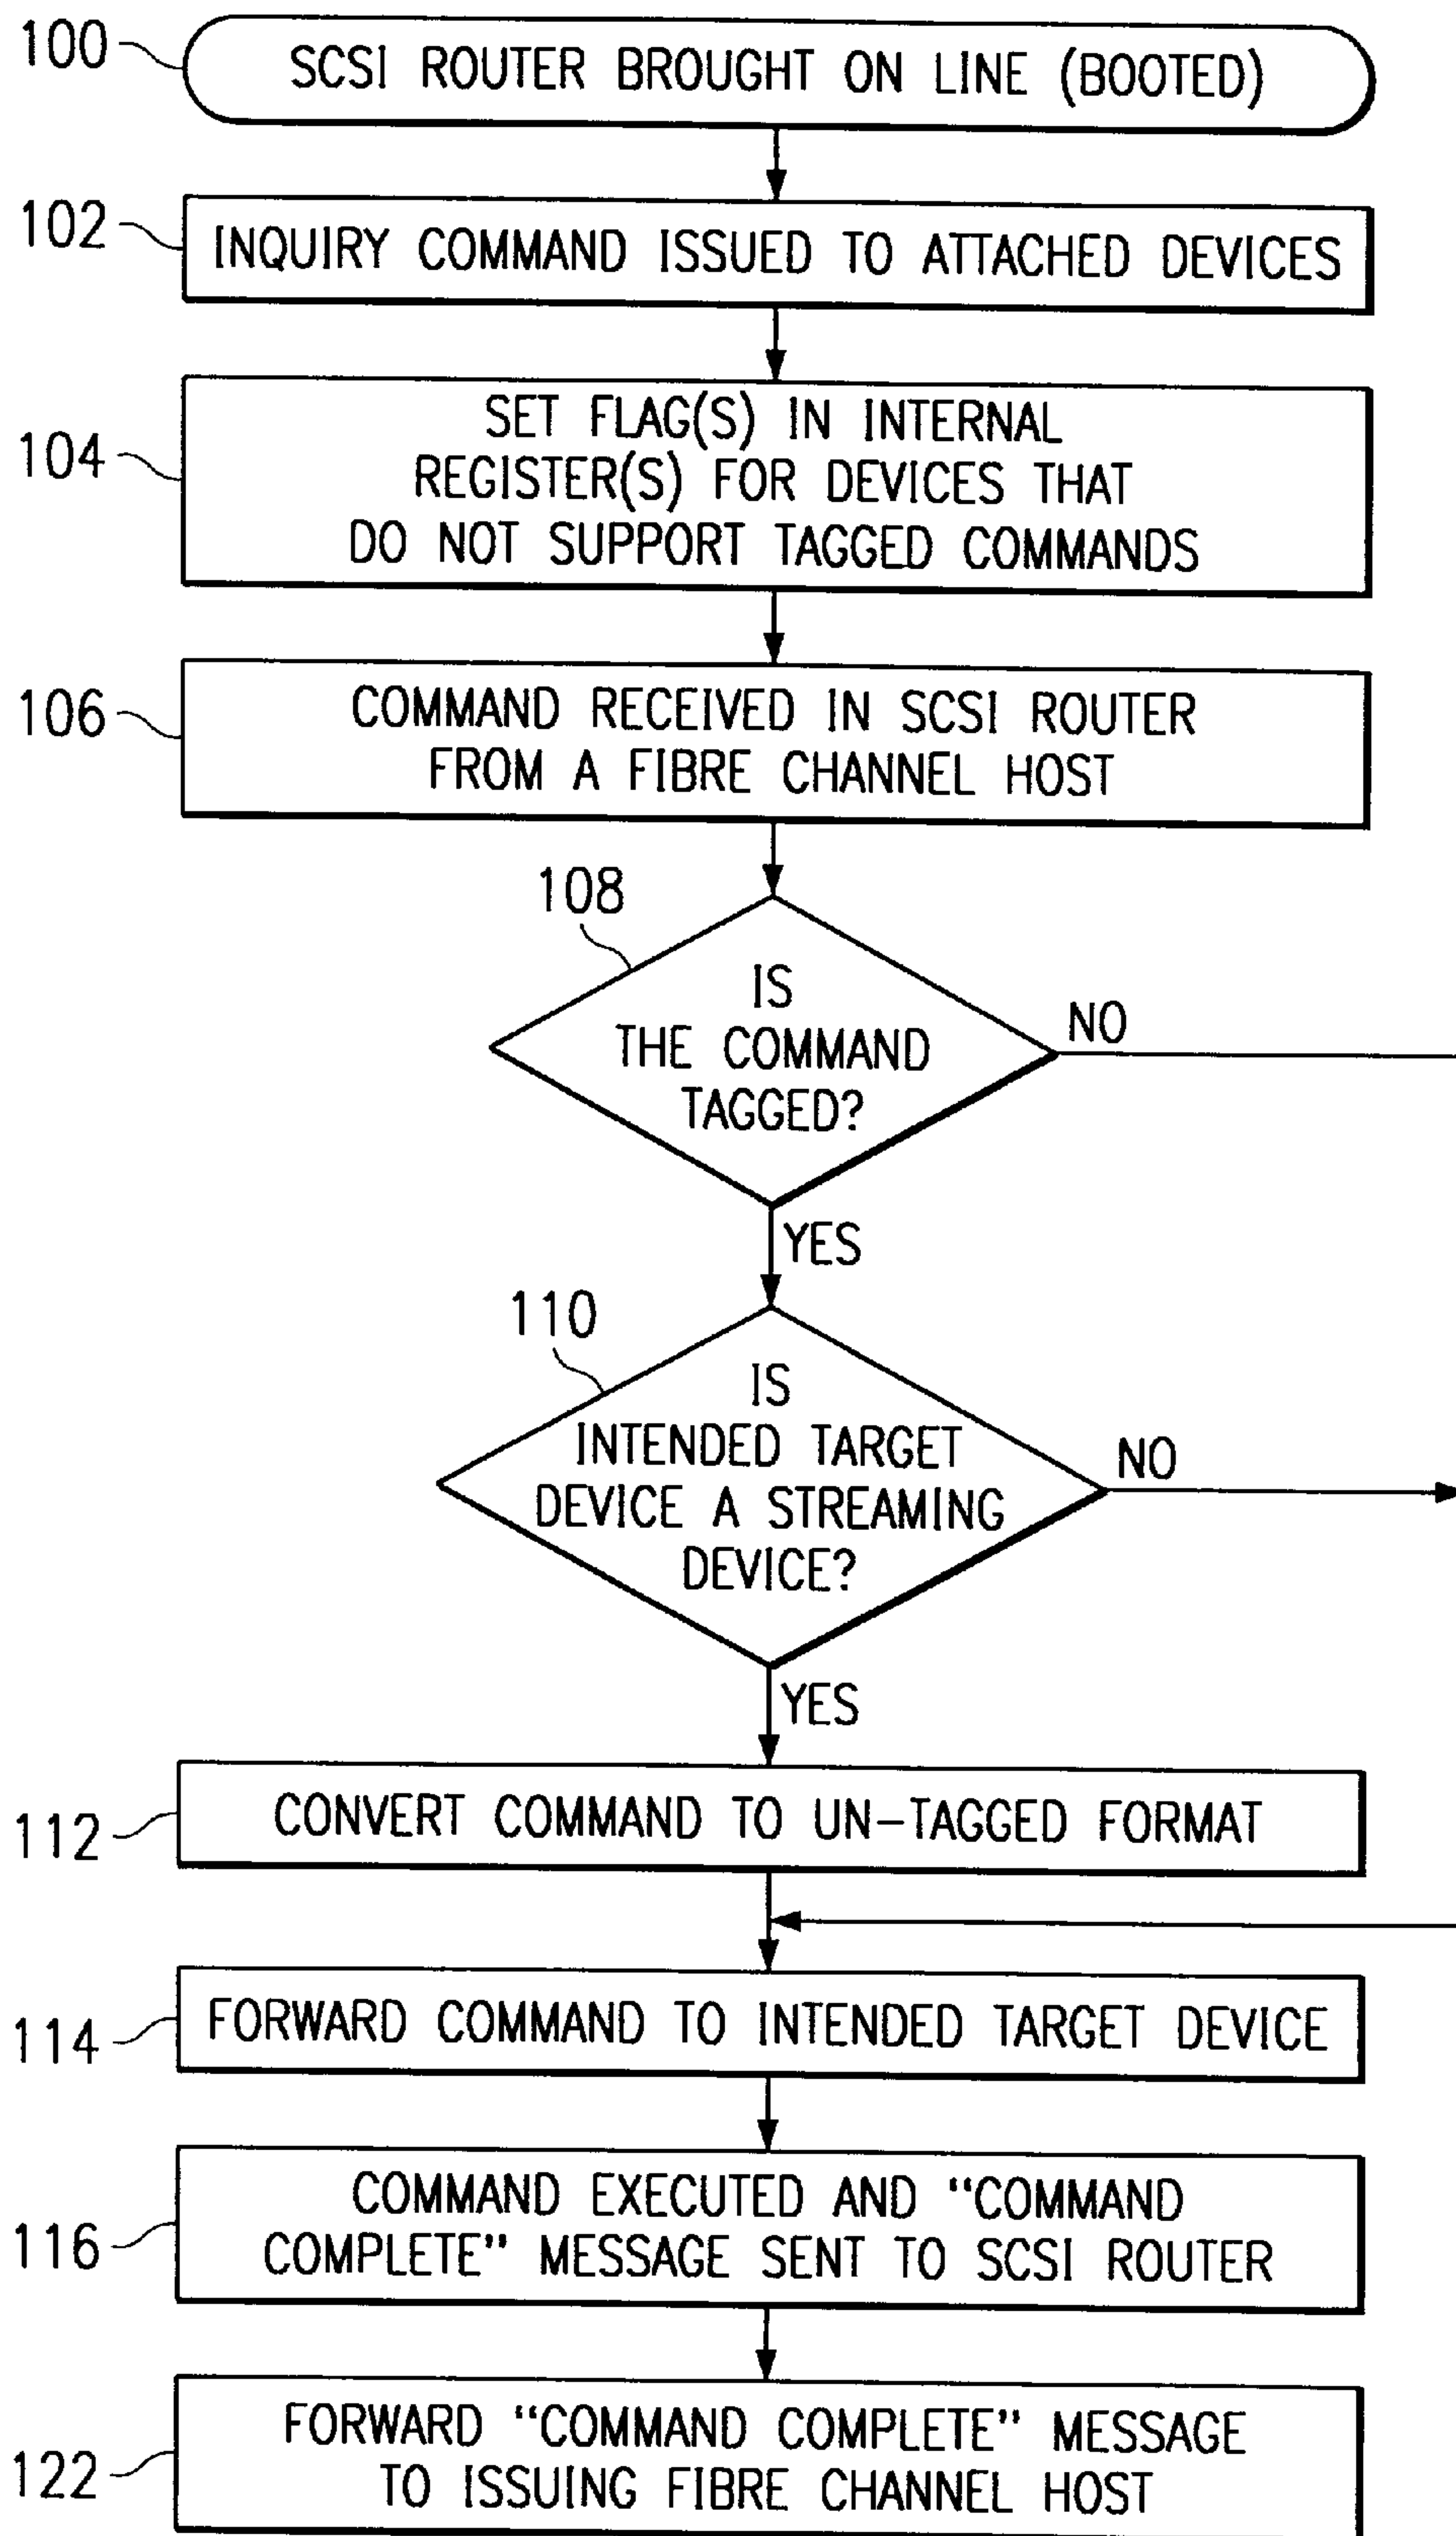 100
SCSI ROUTER BROUGHT ON LINE (BOOTED)
102
INQUIRY COMMAND ISSUED TO ATTACHED DEVICES
104
SET FLAG(S) IN INTERNAL
REGISTER(S) FOR DEVICES THAT
DO NOT SUPPORT TAGGED COMMANDS
106
COMMAND RECEIVED IN SCSI ROUTER
FROM A FIBRE CHANNEL HOST
108
IS
THE COMMAND
TAGGED?
NO
YES
110
IS
INTENDED TARGET
DEVICE A STREAMING
DEVICE?
NO
YES
112
CONVERT COMMAND TO UN-TAGGED FORMAT
114
FORWARD COMMAND TO INTENDED TARGET DEVICE
116
COMMAND EXECUTED AND "COMMAND
COMPLETE" MESSAGE SENT TO SCSI ROUTER
122
FORWARD "COMMAND COMPLETE" MESSAGE
TO ISSUING FIBRE CHANNEL HOST